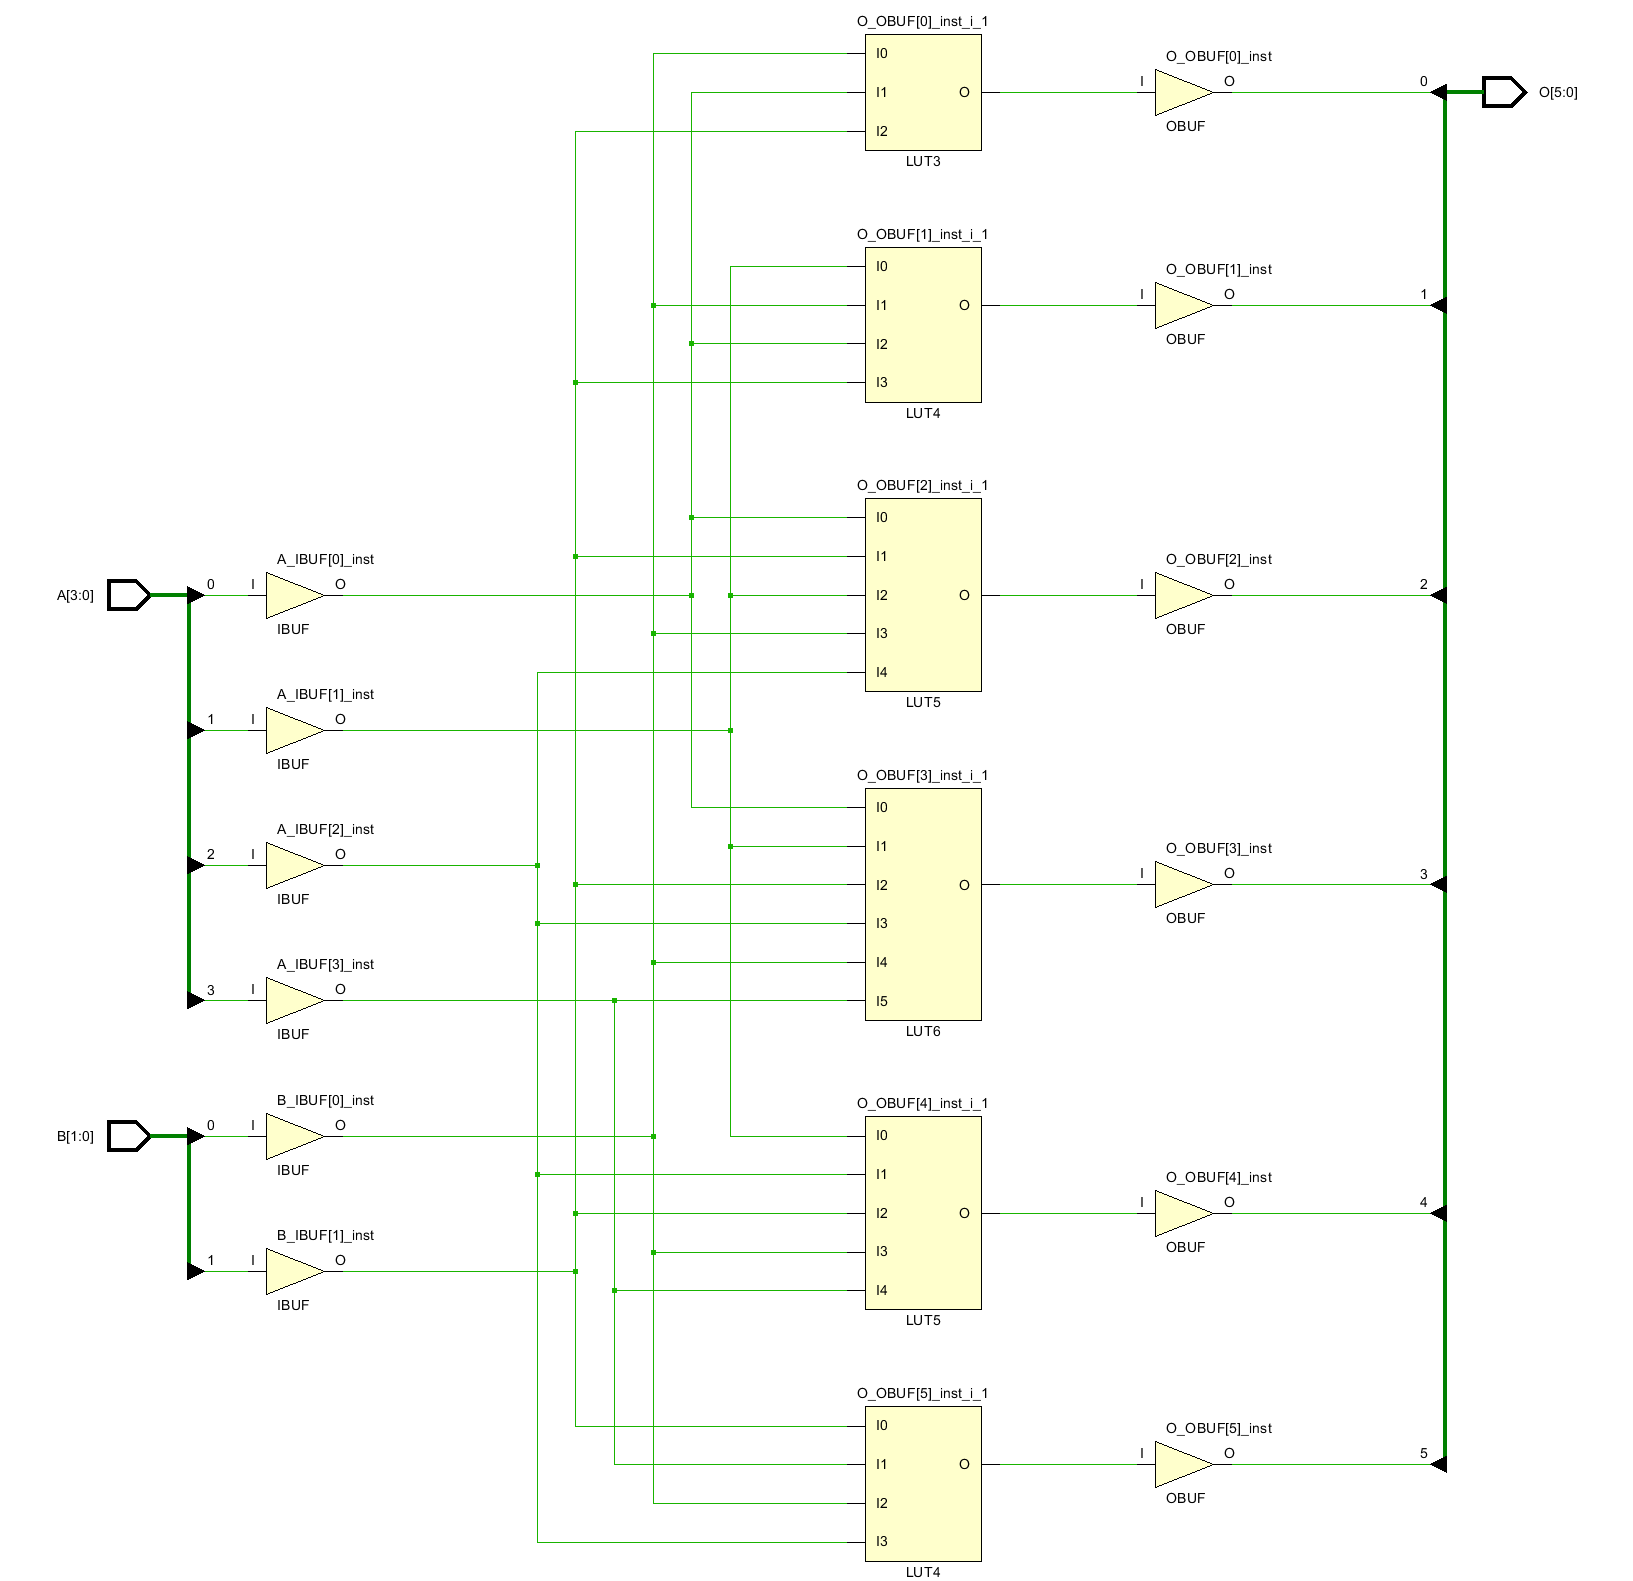 O_OBUF[0]_inst_i_1
I0
I1
I2
O
LUT3
O_OBUF[0]_inst
I
O
OBUF
0
O[5:0]
O_OBUF[1]_inst_i_1
I0
I1
I2
I3
O
LUT4
O_OBUF[1]_inst
I
O
OBUF
1
O_OBUF[2]_inst_i_1
I0
I1
I2
I3
I4
O
LUT5
O_OBUF[2]_inst
I
O
OBUF
2
A[3:0]
0
I
A_IBUF[0]_inst
O
IBUF
1
I
A_IBUF[1]_inst
O
IBUF
2
I
A_IBUF[2]_inst
O
IBUF
3
I
A_IBUF[3]_inst
O
IBUF
O_OBUF[3]_inst_i_1
I0
I1
I2
I3
I4
I5
O
LUT6
O_OBUF[3]_inst
I
O
OBUF
3
B[1:0]
0
I
B_IBUF[0]_inst
O
IBUF
1
I
B_IBUF[1]_inst
O
IBUF
O_OBUF[4]_inst_i_1
I0
I1
I2
I3
I4
O
LUT5
O_OBUF[4]_inst
I
O
OBUF
4
O_OBUF[5]_inst_i_1
I0
I1
I2
I3
O
LUT4
O_OBUF[5]_inst
I
O
OBUF
5